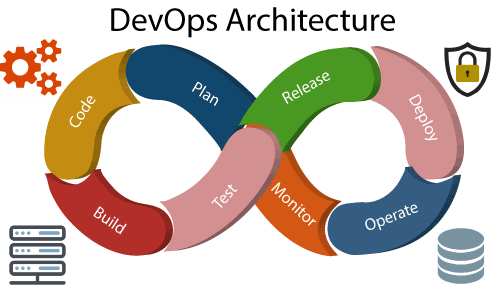 DevOps Architecture
Plan
Code
Build
Test
Release
Deploy
Operate
Monitor